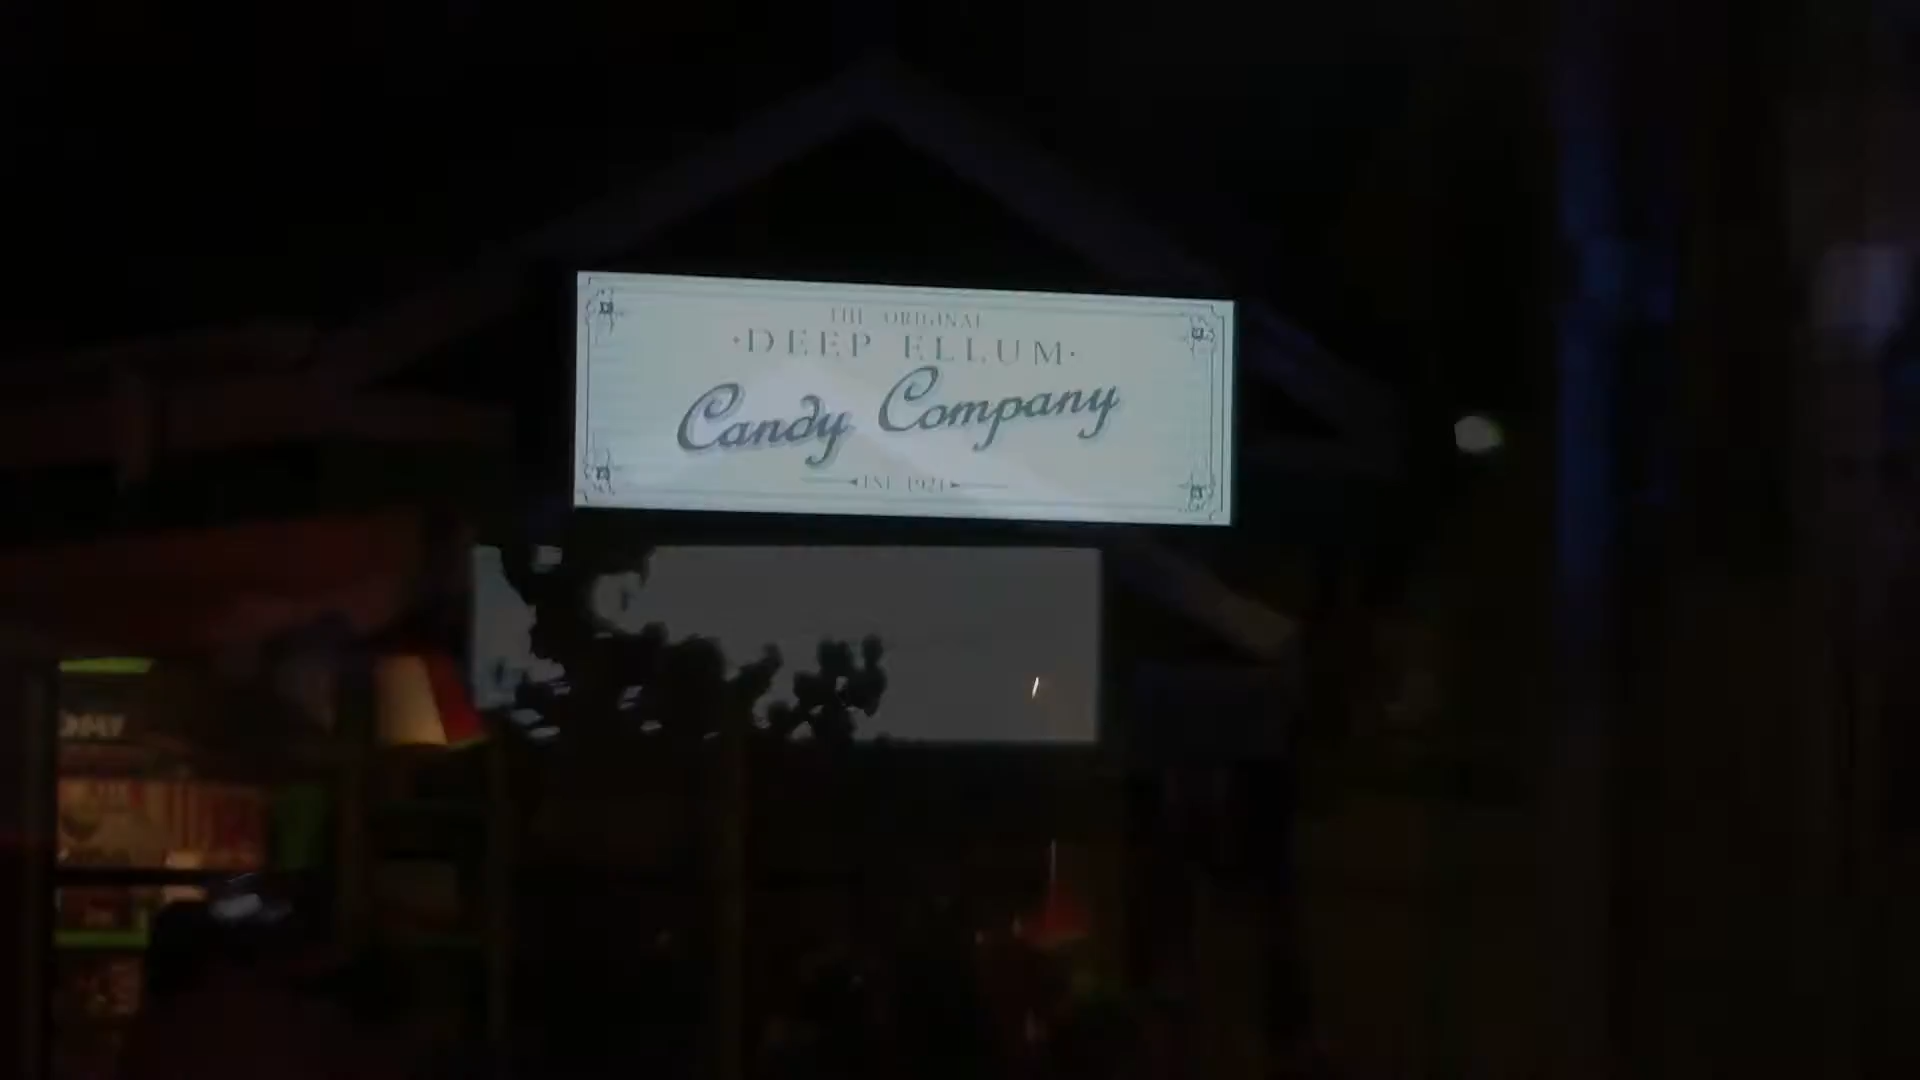 THE ORIGINAL
·DEEP ELLUM·
Candy Company
EST. 1921